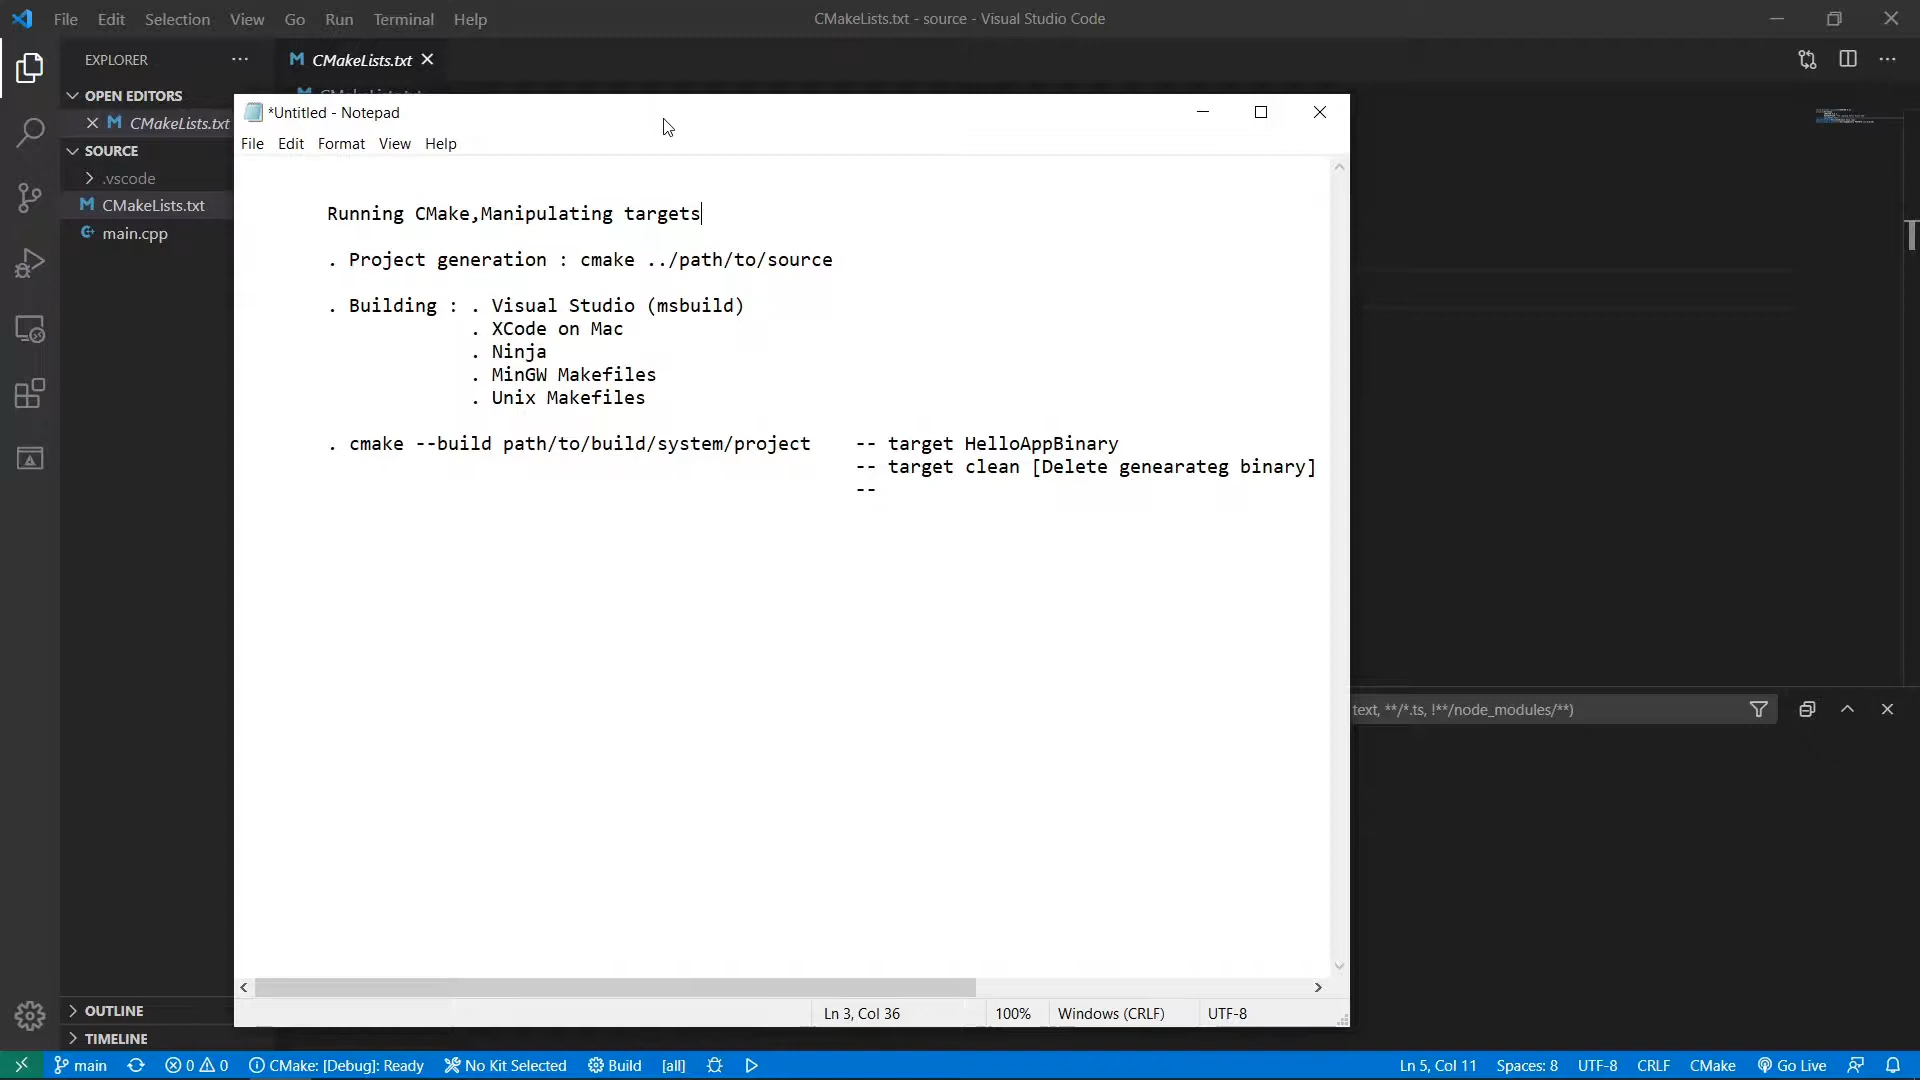 File Edit Selection View Go Run Terminal Help
CMakeLists.txt - source - Visual Studio Code
EXPLORER
CMakeLists.txt
OPEN EDITORS
CMakeLists.txt
SOURCE
.vscode
CMakeLists.txt
main.cpp
*Untitled - Notepad
File Edit Format View Help
Running CMake,Manipulating targets
. Project generation : cmake ../path/to/source
. Building : . Visual Studio (msbuild)
. XCode on Mac
. Ninja
. MinGW Makefiles
. Unix Makefiles
. cmake --build path/to/build/system/project -- target HelloAppBinary
-- target clean [Delete genearateg binary]
--
text, **/*.ts, !**/node_modules/**)
Ln 3, Col 36 100% Windows (CRLF) UTF-8
OUTLINE
TIMELINE
main 0 0 CMake: [Debug]: Ready No Kit Selected Build [all] Ln 5, Col 11 Spaces: 8 UTF-8 CRLF CMake Go Live